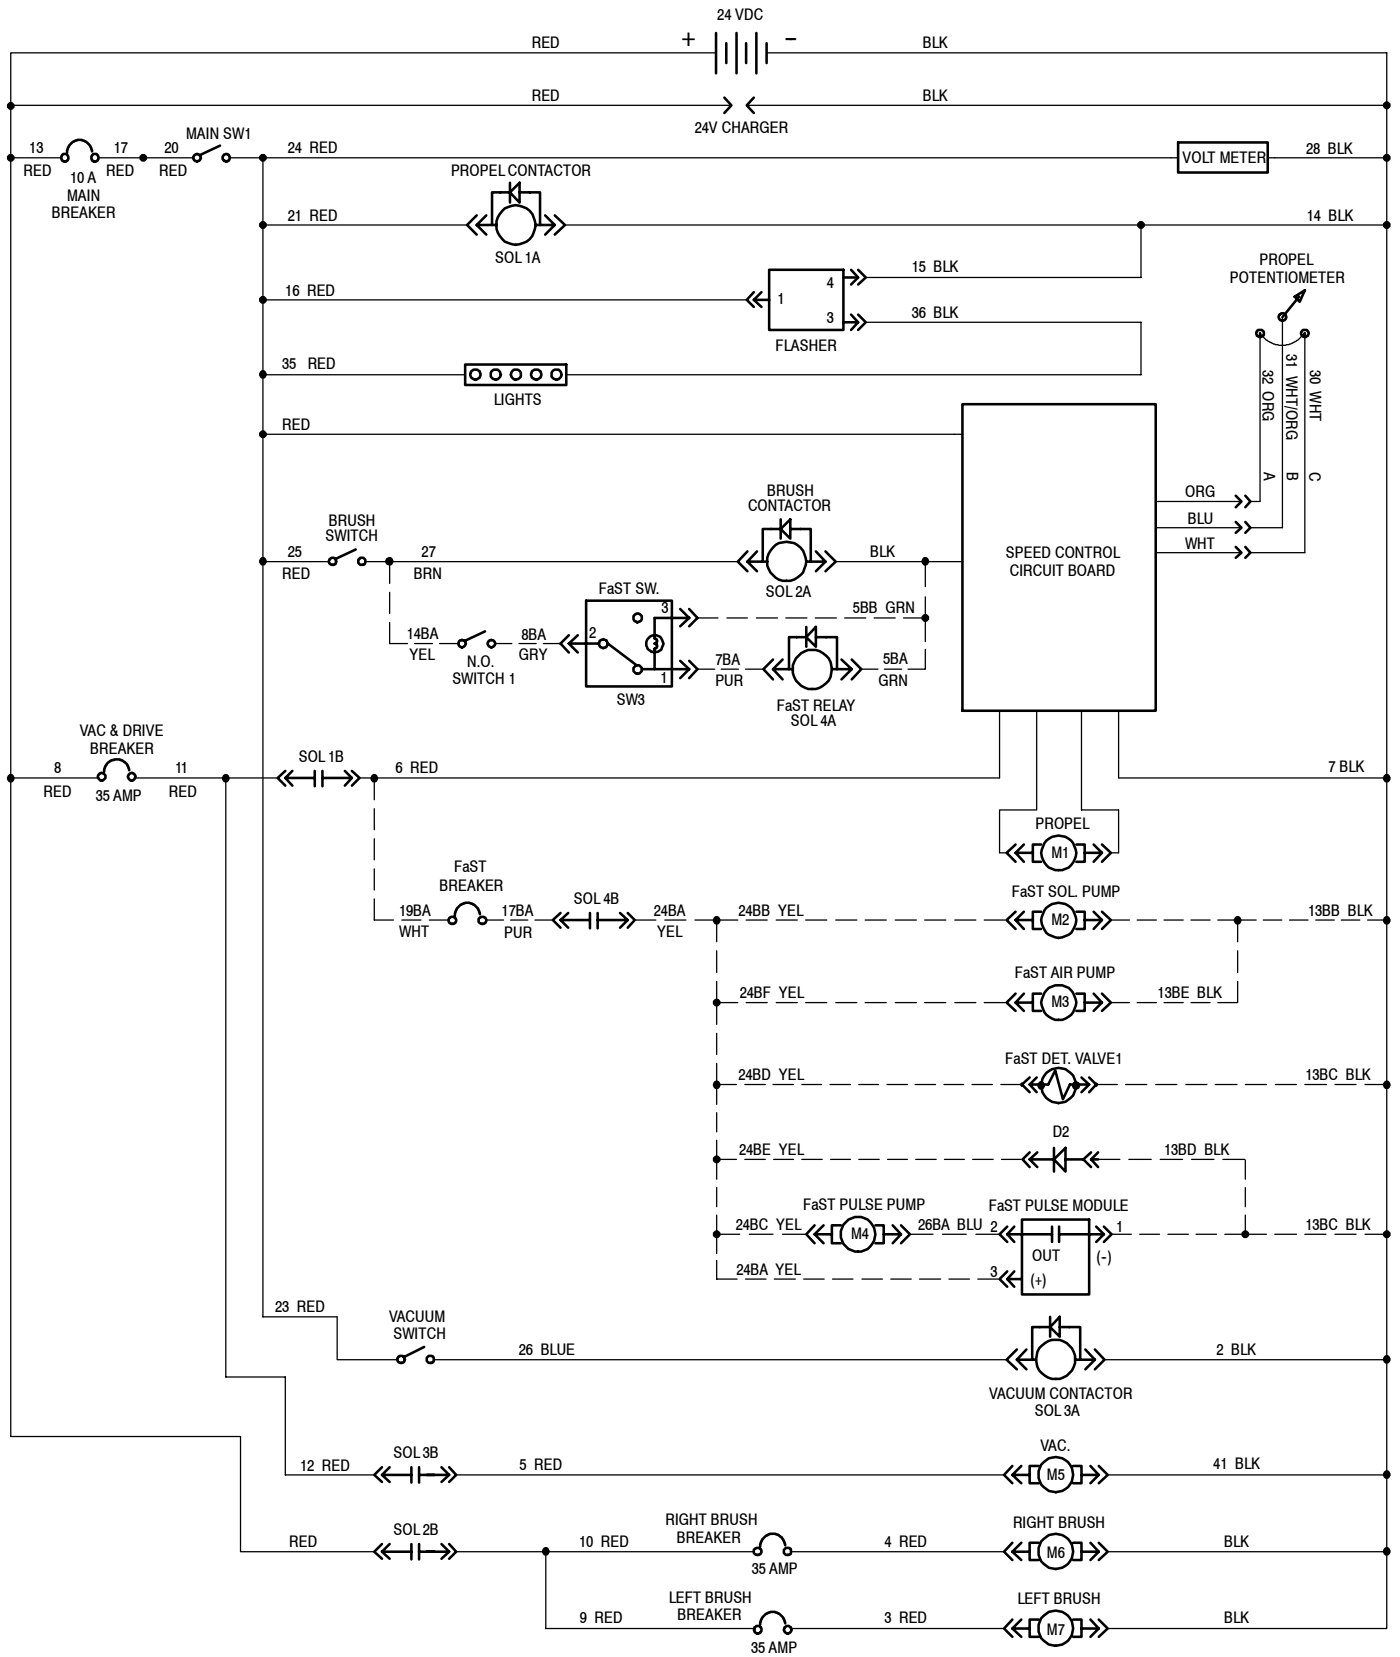 24 VDC
RED + − BLK
RED BLK
24V CHARGER
13 17 20 MAIN SW1 24 RED VOLT METER 28 BLK
RED RED RED
10 A
MAIN
BREAKER
PROPEL CONTACTOR
21 RED 14 BLK
SOL 1A
15 BLK
16 RED 1 4
3 36 BLK
FLASHER
PROPEL
POTENTIOMETER
32 ORG A
31 WHT/ORG B
30 WHT C
35 RED
LIGHTS
RED
ORG
BLU
WHT
SPEED CONTROL
CIRCUIT BOARD
BRUSH
SWITCH
BRUSH
CONTACTOR
25 27 BLK
RED BRN
SOL 2A
FaST SW.
3 5BB GRN
14BA 8BA 2
YEL GRY
N.O.
SWITCH 1
1 7BA 5BA
PUR GRN
SW3
FaST RELAY
SOL 4A
VAC & DRIVE
BREAKER
8 11 SOL 1B 6 RED 7 BLK
RED 35 AMP RED
PROPEL
M1
FaST
BREAKER
19BA 17BA SOL 4B 24BA
WHT PUR YEL
FaST SOL. PUMP
24BB YEL M2 13BB BLK
FaST AIR PUMP
24BF YEL M3 13BE BLK
FaST DET. VALVE1
24BD YEL 13BC BLK
D2
24BE YEL 13BD BLK
FaST PULSE PUMP FaST PULSE MODULE
24BC YEL M4 26BA BLU 2 1 13BC BLK
OUT (-)
24BA YEL 3 (+)
23 RED
VACUUM
SWITCH
26 BLUE 2 BLK
VACUUM CONTACTOR
SOL 3A
VAC.
12 RED SOL 3B 5 RED M5 41 BLK
RED SOL 2B
RIGHT BRUSH
BREAKER
RIGHT BRUSH
10 RED 4 RED M6 BLK
35 AMP
LEFT BRUSH
BREAKER
LEFT BRUSH
9 RED 3 RED M7 BLK
35 AMP